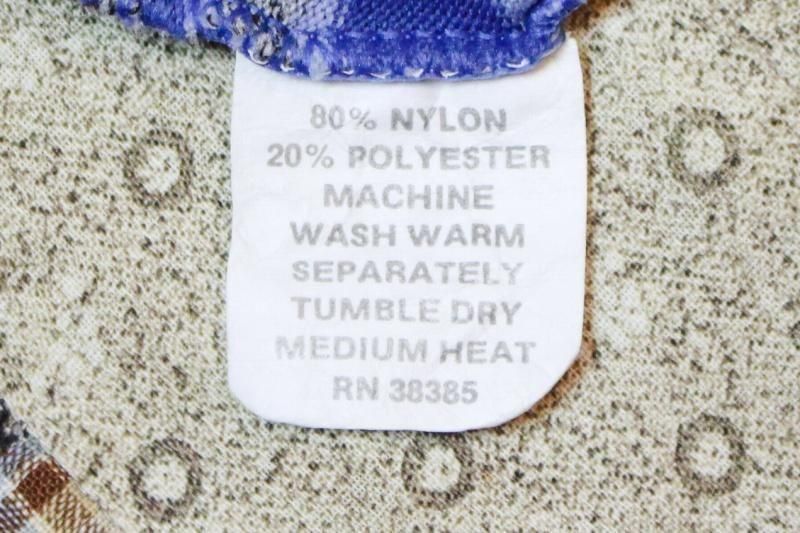 80% NYLON
20% POLYESTER
MACHINE
WASH WARM
SEPARATELY
TUMBLE DRY
MEDIUM HEAT
RN 38385